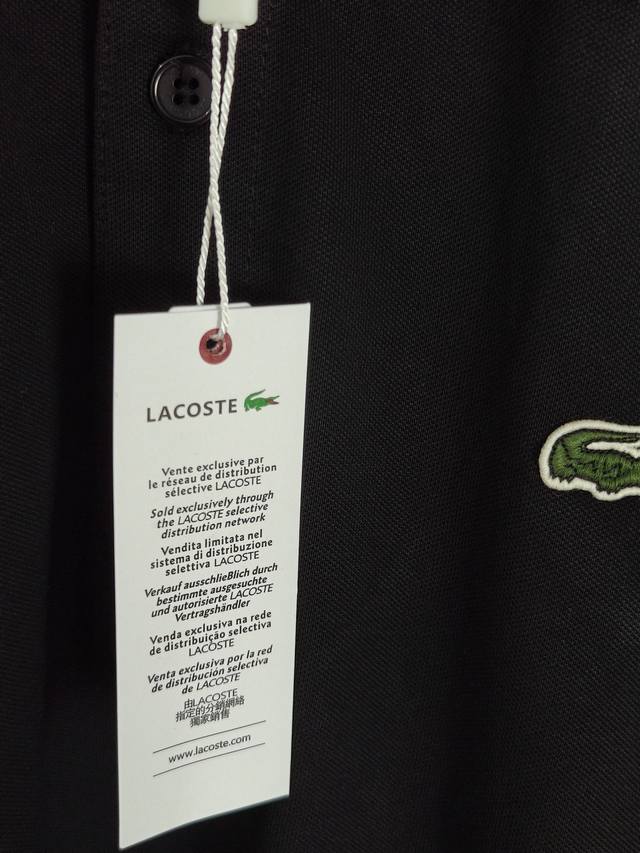 LACOSTE
Vente exclusive par
le réseau de distribution
sélective LACOSTE
Sold exclusively through
the LACOSTE selective
distribution network
Vendita limitata nel
sistema di distribuzione
selettiva LACOSTE
Verkauf ausschlieBlich durch
bestimmte ausgesuchte
und autorisierte LACOSTE
Vertragshändler
Venda exclusiva na rede
de distribuição selectiva
LACOSTE
Venta exclusiva por la red
de distribución selectiva
de LACOSTE
由LACOSTE
指定的分銷網絡
獨家銷售
www.lacoste.com